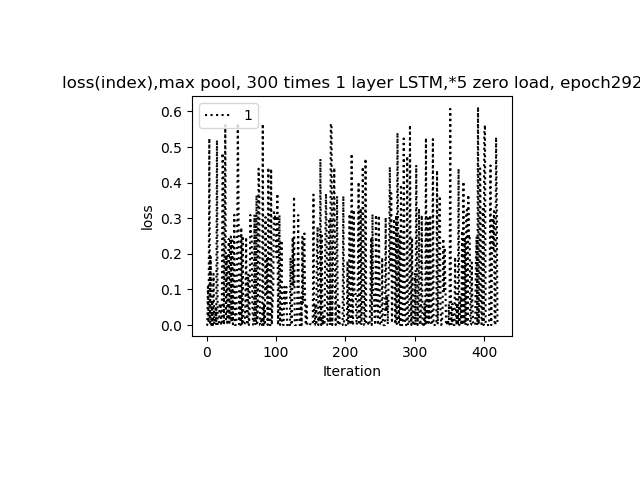 loss(index),max pool, 300 times 1 layer LSTM,*5 zero load, epoch292
1
0.6
0.5
0.4
0.3
0.2
0.1
0.0
loss
0 100 200 300 400
Iteration